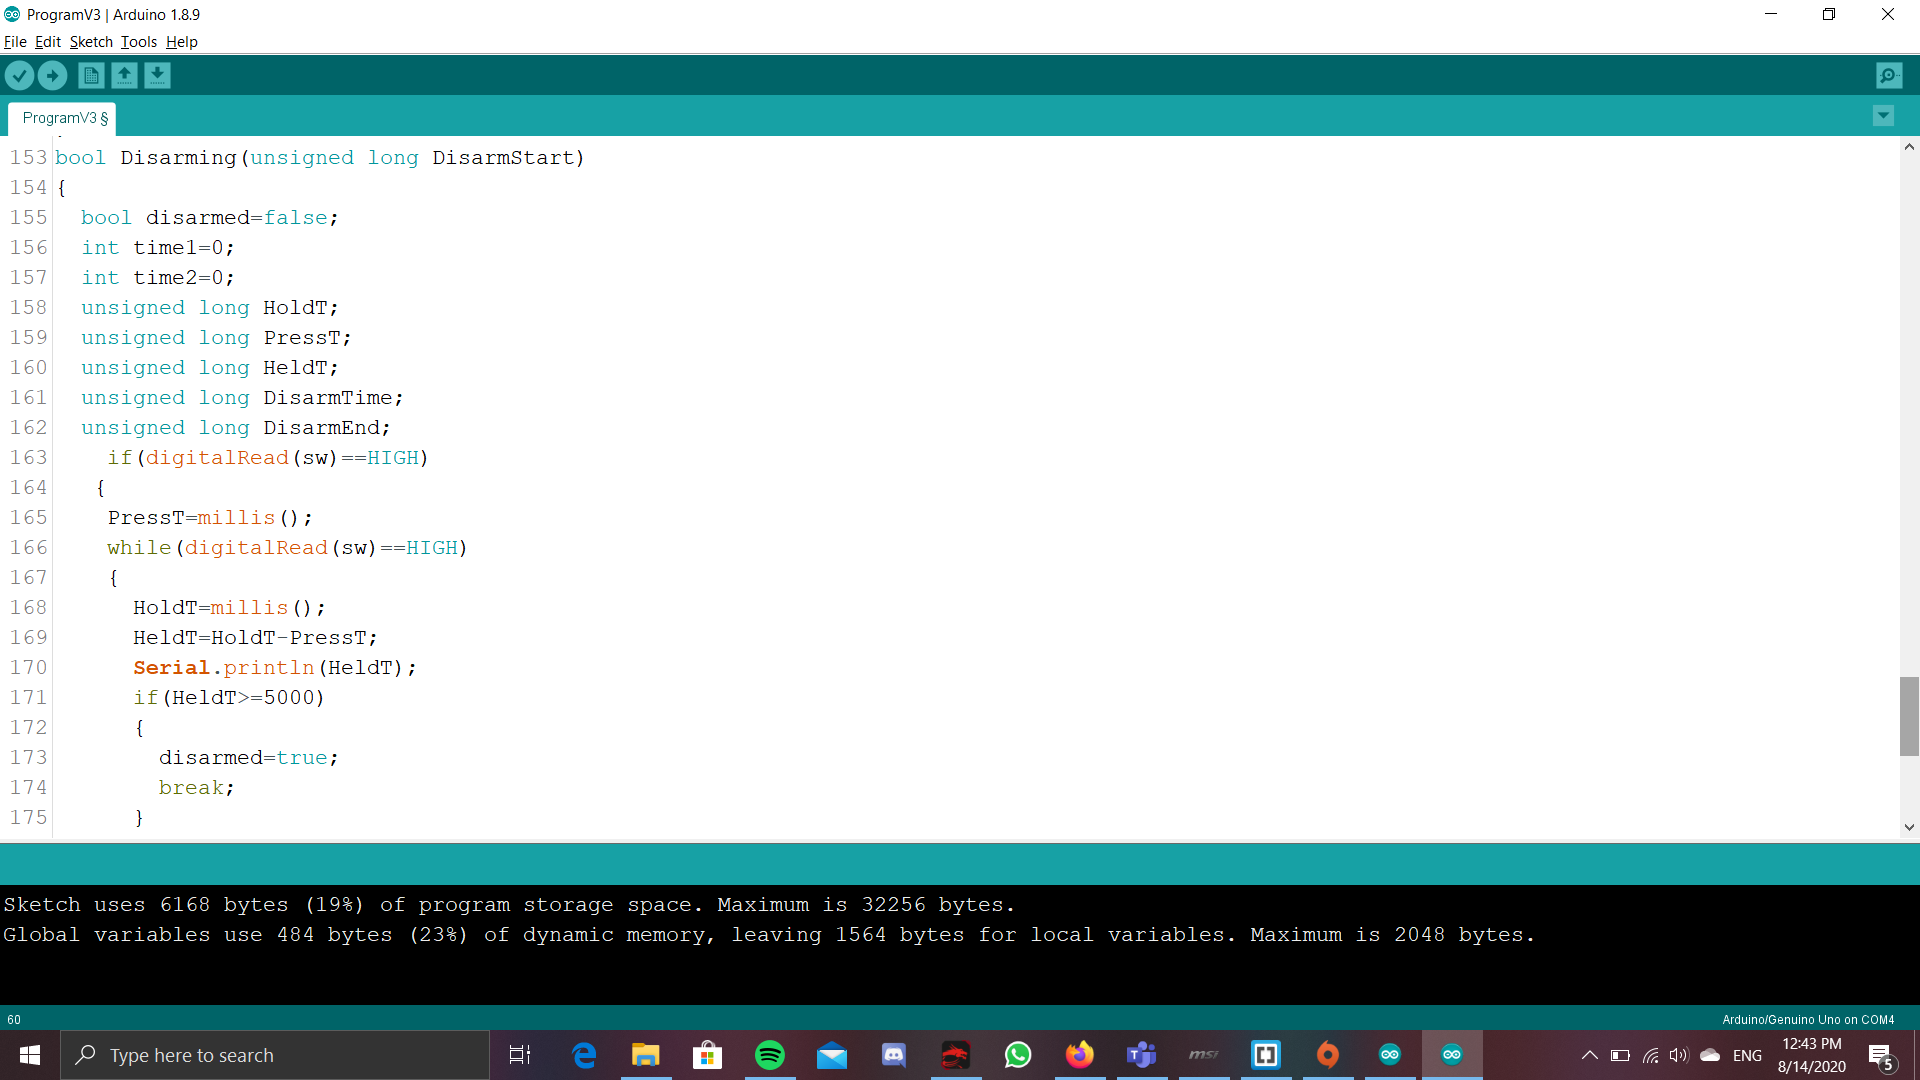 ProgramV3 | Arduino 1.8.9
File Edit Sketch Tools Help
ProgramV3 §
153 bool Disarming(unsigned long DisarmStart)
154 {
155 bool disarmed=false;
156 int time1=0;
157 int time2=0;
158 unsigned long HoldT;
159 unsigned long PressT;
160 unsigned long HeldT;
161 unsigned long DisarmTime;
162 unsigned long DisarmEnd;
163 if(digitalRead(sw)==HIGH)
164 {
165 PressT=millis();
166 while(digitalRead(sw)==HIGH)
167 {
168 HoldT=millis();
169 HeldT=HoldT-PressT;
170 Serial.println(HeldT);
171 if(HeldT>=5000)
172 {
173 disarmed=true;
174 break;
175 }
Sketch uses 6168 bytes (19%) of program storage space. Maximum is 32256 bytes.
Global variables use 484 bytes (23%) of dynamic memory, leaving 1564 bytes for local variables. Maximum is 2048 bytes.
60
Arduino/Genuino Uno on COM4
Type here to search
msi
ENG
12:43 PM
8/14/2020
5